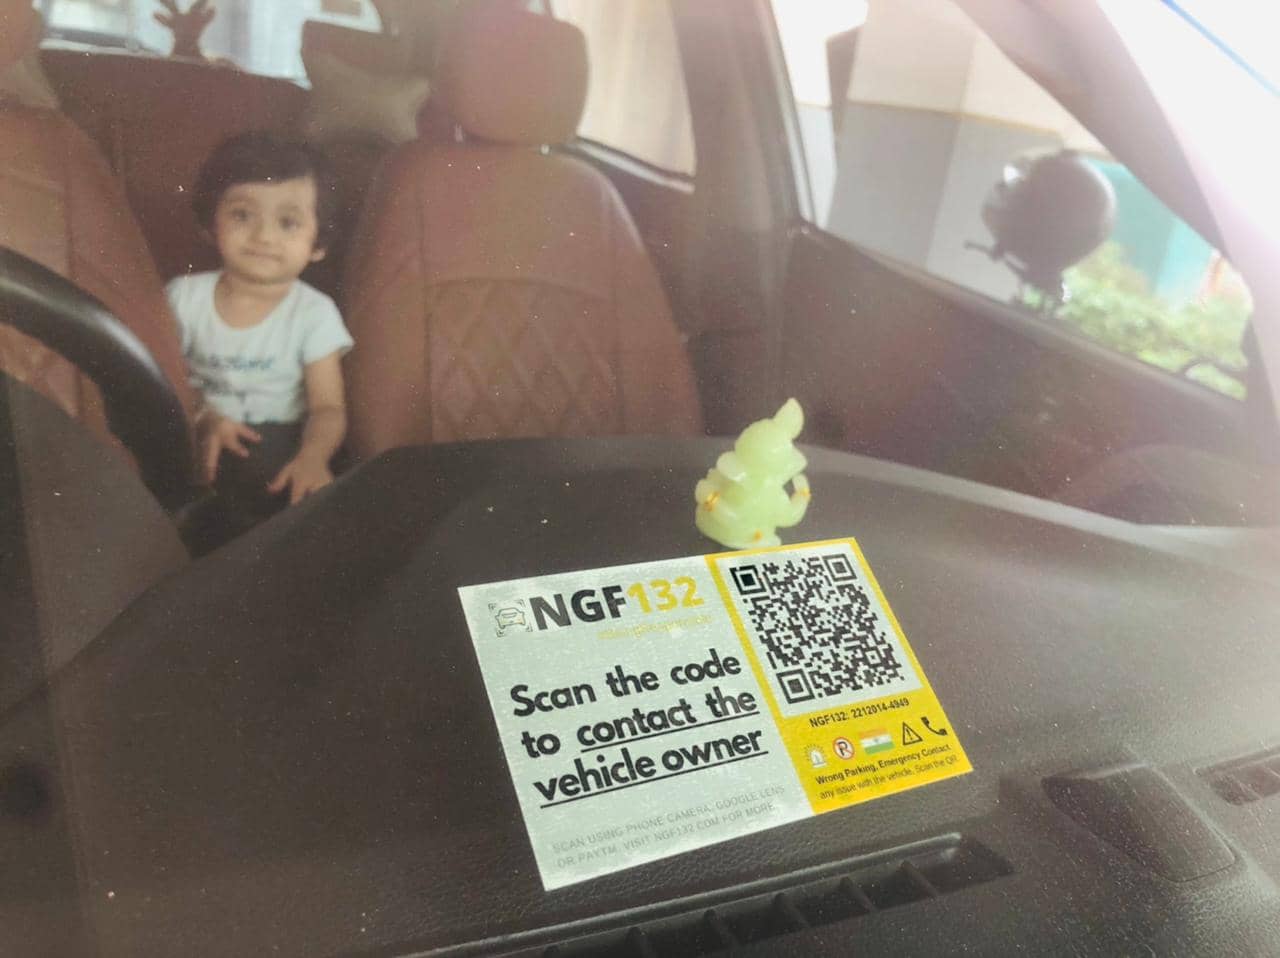 NGF132
Scan the code
to contact the
vehicle owner
SCAN USING PHONE CAMERA, GOOGLE LENS
OR PAYTM. VISIT NGF132.COM FOR MORE
NGF132: 2212014-4949
Wrong Parking, Emergency Contact
any issue with the vehicle, Scan the QR